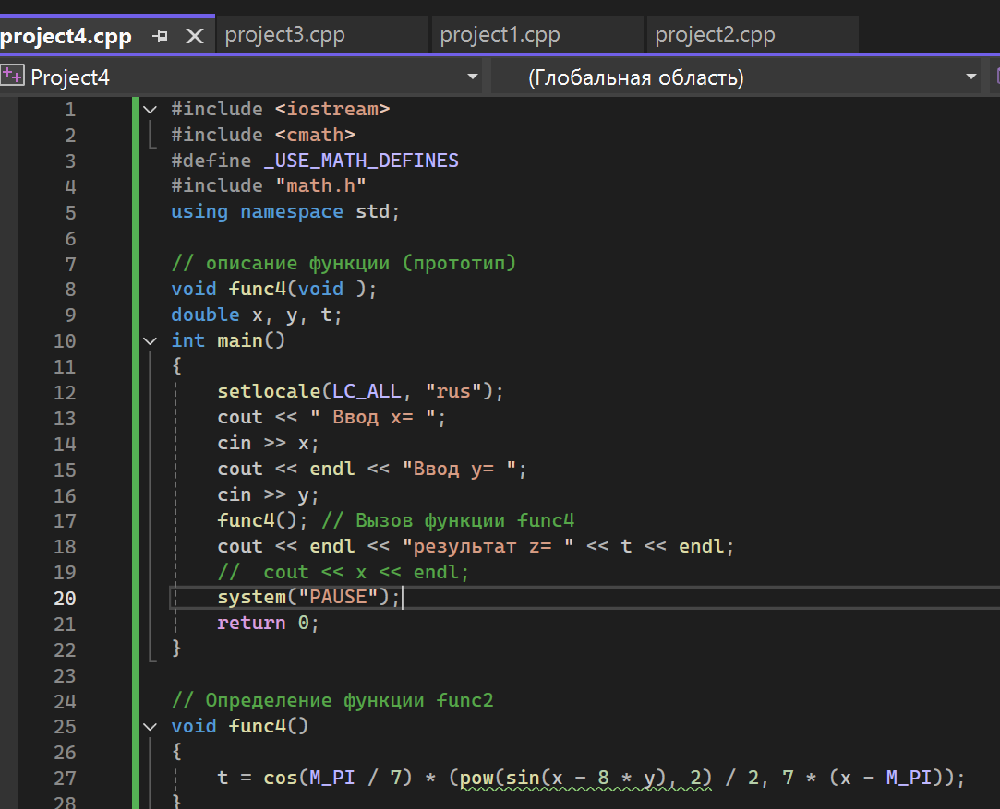 project4.cpp project3.cpp project1.cpp project2.cpp
Project4 (Глобальная область)
1 #include <iostream>
2 #include <cmath>
3 #define _USE_MATH_DEFINES
4 #include "math.h"
5 using namespace std;
6
7 // описание функции (прототип)
8 void func4(void );
9 double x, y, t;
10 int main()
11 {
12 setlocale(LC_ALL, "rus");
13 cout << " Ввод x= ";
14 cin >> x;
15 cout << endl << "Ввод y= ";
16 cin >> y;
17 func4(); // Вызов функции func4
18 cout << endl << "результат z= " << t << endl;
19 //  cout << x << endl;
20 system("PAUSE");
21 return 0;
22 }
23
24 // Определение функции func2
25 void func4()
26 {
27 t = cos(M_PI / 7) * (pow(sin(x - 8 * y), 2) / 2, 7 * (x - M_PI));
28 }